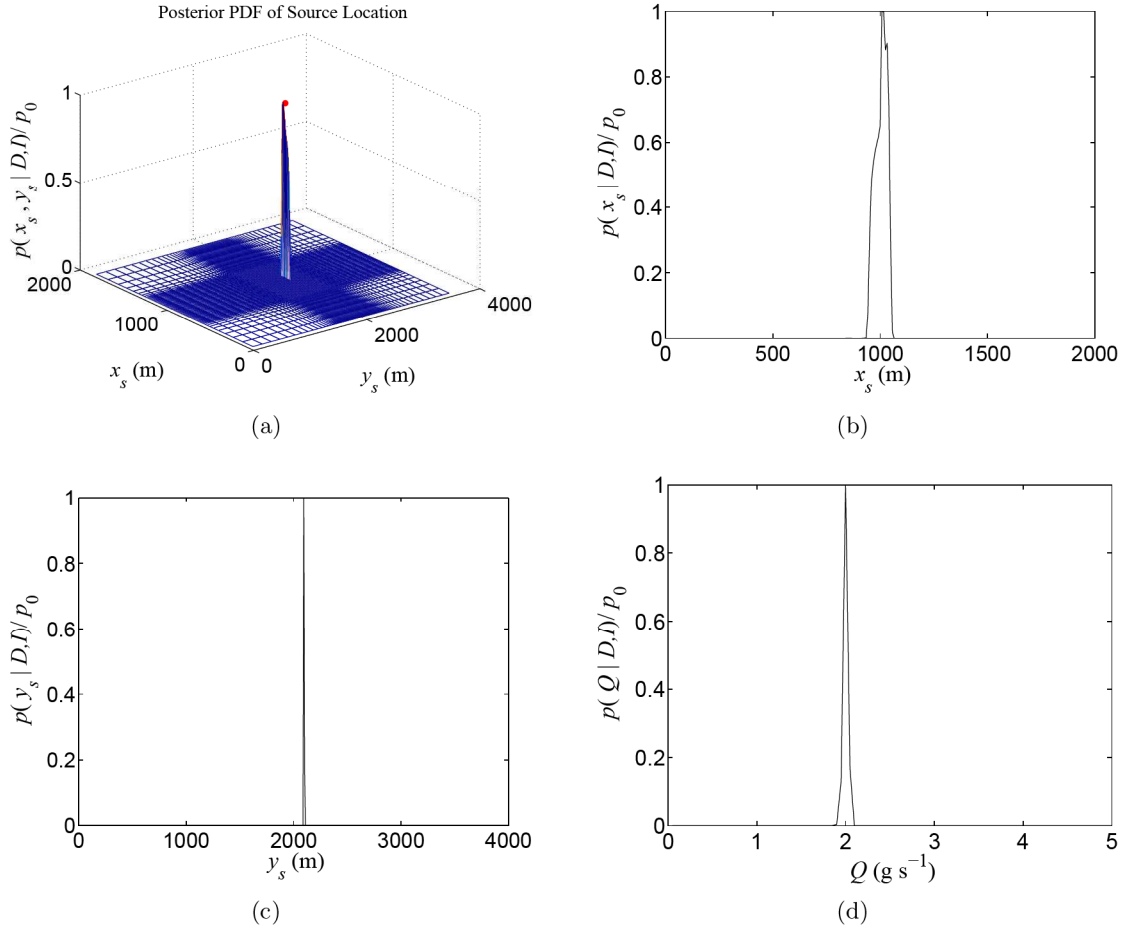 Posterior PDF of Source Location
p(x_s, y_s | D,I)/p_0
1
0.5
0
2000
1000
0
0
2000
4000
x_s (m)
y_s (m)
(a)
p(x_s | D,I)/p_0
1
0.8
0.6
0.4
0.2
0
0 500 1000 1500 2000
x_s (m)
(b)
p(y_s | D,I)/p_0
1
0.8
0.6
0.4
0.2
0
0 1000 2000 3000 4000
y_s (m)
(c)
p(Q | D,I)/p_0
1
0.8
0.6
0.4
0.2
0
0 1 2 3 4 5
Q (g s⁻¹)
(d)